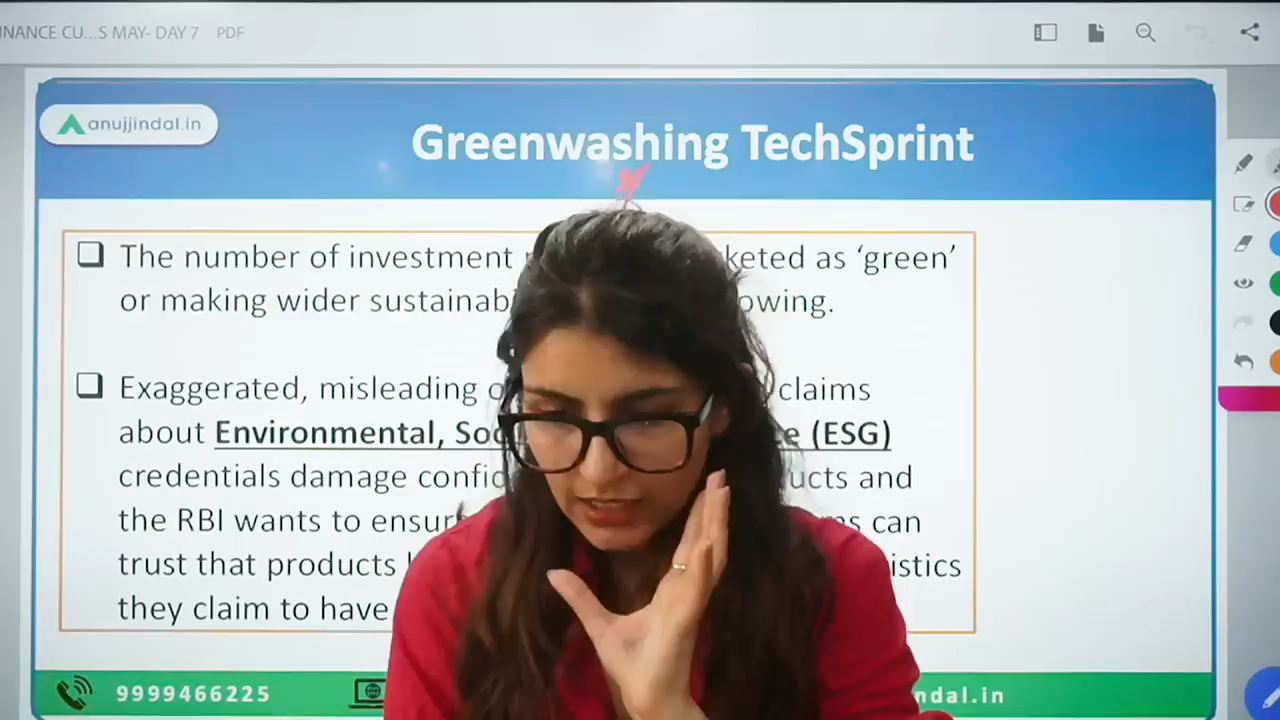 INANCE CU...S MAY- DAY 7 PDF
anujjindal.in
Greenwashing TechSprint
The number of investment keted as ‘green’
or making wider sustainab owing.
Exaggerated, misleading o claims
about Environmental, Soc e (ESG)
credentials damage confid ucts and
the RBI wants to ensur ms can
trust that products istics
they claim to have
9999466225
ndal.in